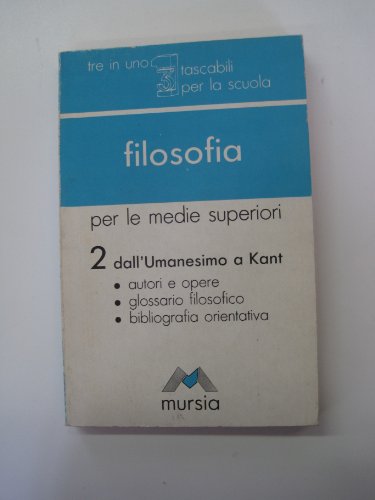 tre in uno
tascabili
per la scuola
filosofia
per le medie superiori
2 dall'Umanesimo a Kant
• autori e opere
• glossario filosofico
• bibliografia orientativa
mursia